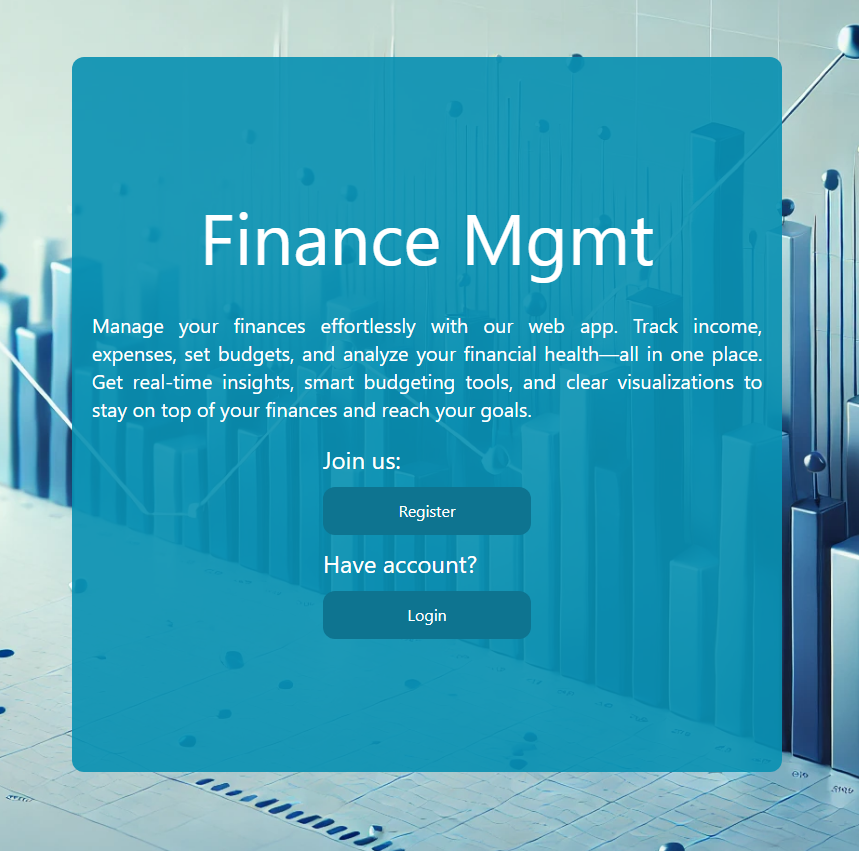 Finance Mgmt
Manage your finances effortlessly with our web app. Track income,
expenses, set budgets, and analyze your financial health—all in one place.
Get real-time insights, smart budgeting tools, and clear visualizations to
stay on top of your finances and reach your goals.
Join us:
Register
Have account?
Login